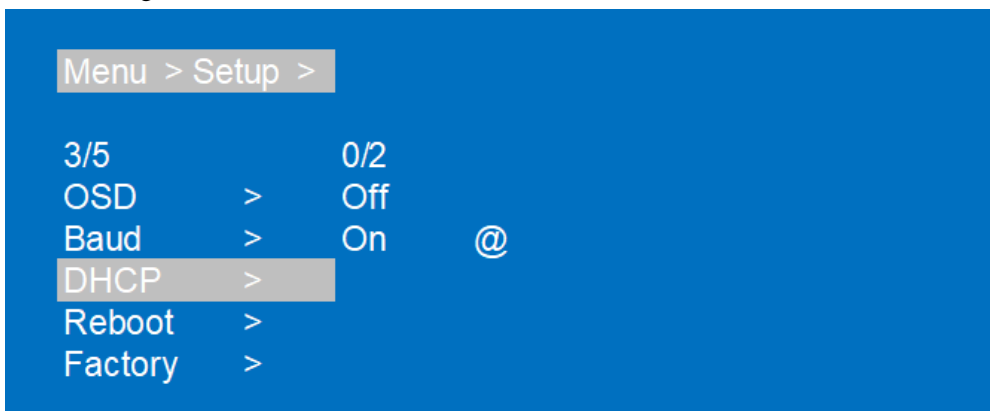 Menu > Setup >
3/5 0/2
OSD > Off
Baud > On @
DHCP >
Reboot >
Factory >